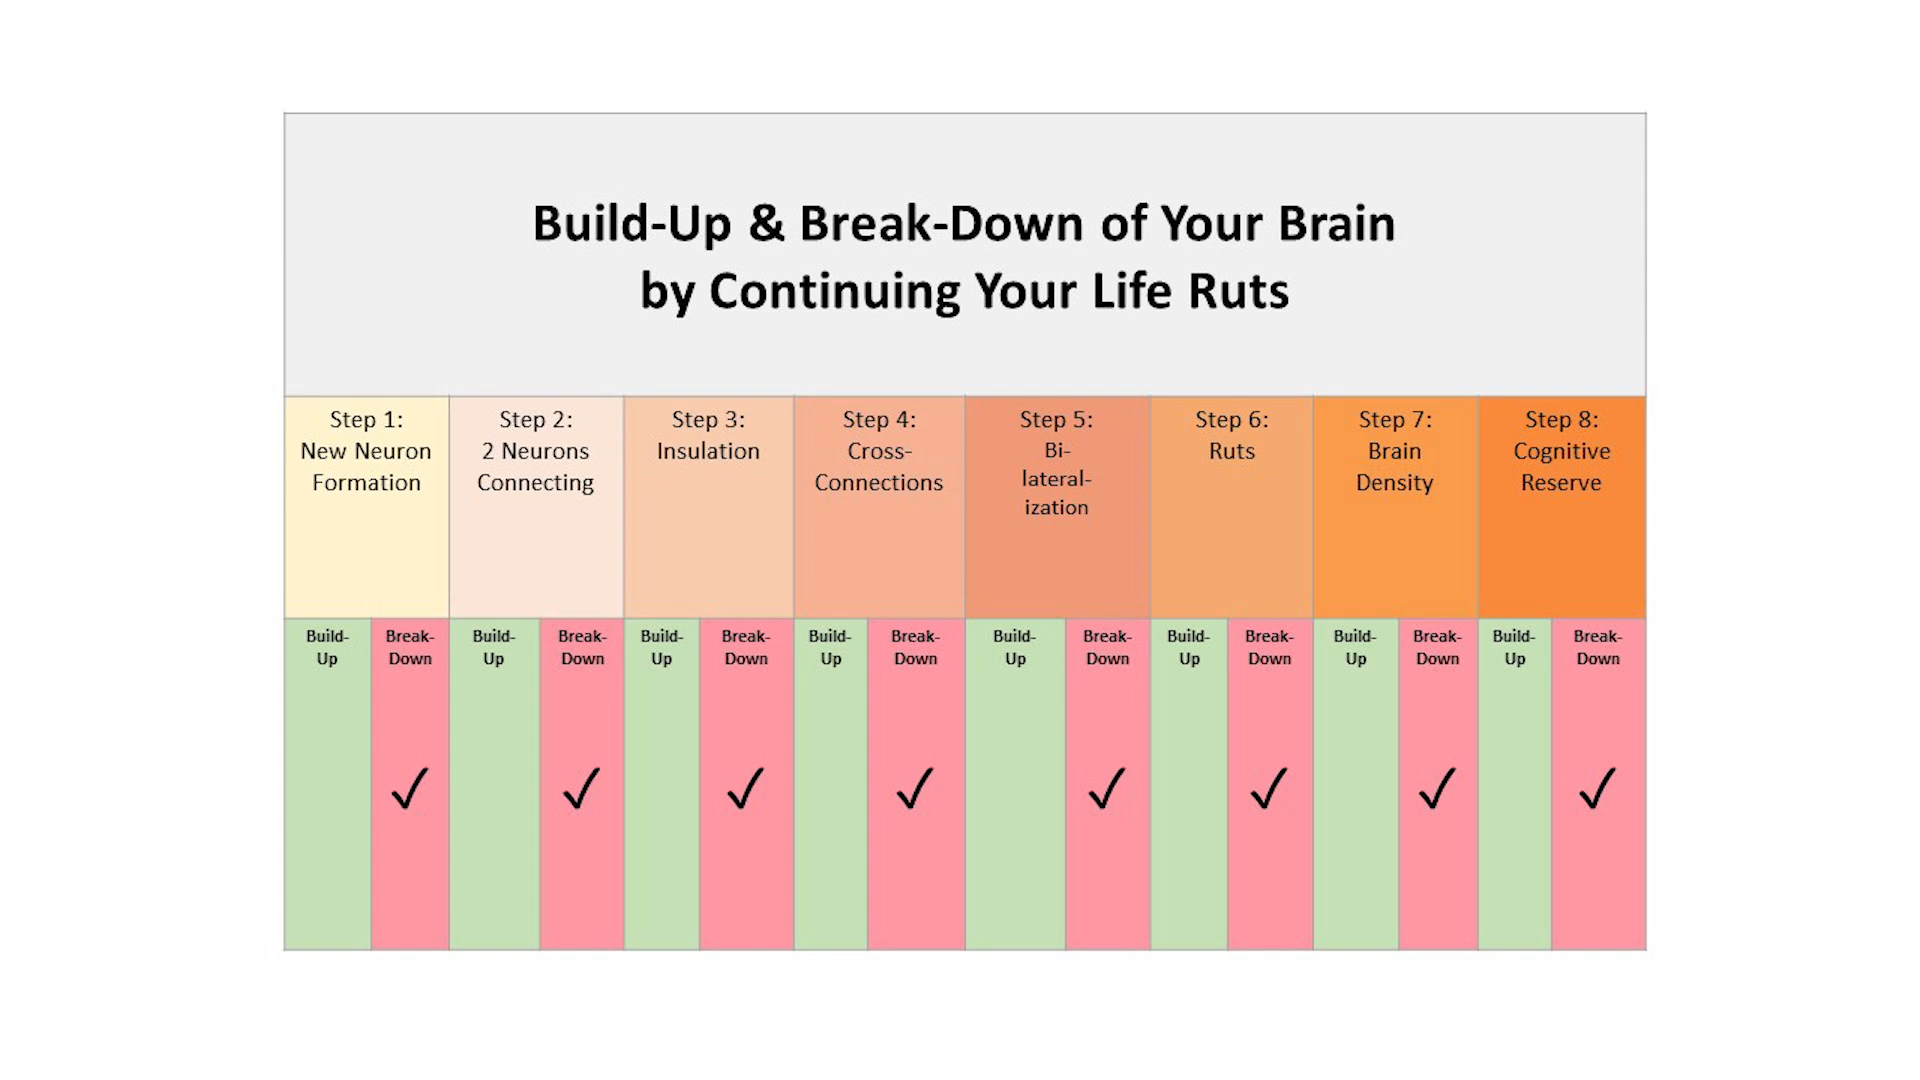 Build-Up & Break-Down of Your Brain
by Continuing Your Life Ruts
Step 1:
New Neuron
Formation
Step 2:
2 Neurons
Connecting
Step 3:
Insulation
Step 4:
Cross-
Connections
Step 5:
Bi-
lateral-
ization
Step 6:
Ruts
Step 7:
Brain
Density
Step 8:
Cognitive
Reserve
Build-
Up
Break-
Down
✓
Build-
Up
Break-
Down
✓
Build-
Up
Break-
Down
✓
Build-
Up
Break-
Down
✓
Build-
Up
Break-
Down
✓
Build-
Up
Break-
Down
✓
Build-
Up
Break-
Down
✓
Build-
Up
Break-
Down
✓